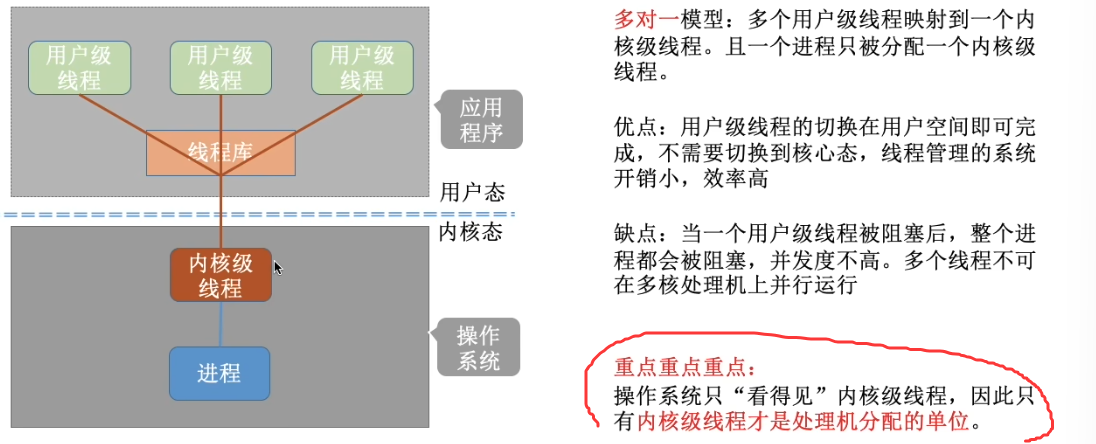 用户级
线程
用户级
线程
用户级
线程
应用
程序
线程库
用户态
内核态
内核级
线程
操作
系统
进程
多对一模型：多个用户级线程映射到一个内
核级线程。且一个进程只被分配一个内核级
线程。
优点：用户级线程的切换在用户空间即可完
成，不需要切换到核心态，线程管理的系统
开销小，效率高
缺点：当一个用户级线程被阻塞后，整个进
程都会被阻塞，并发度不高。多个线程不可
在多核处理机上并行运行
重点重点重点：
操作系统只“看得见”内核级线程，因此只
有内核级线程才是处理机分配的单位。